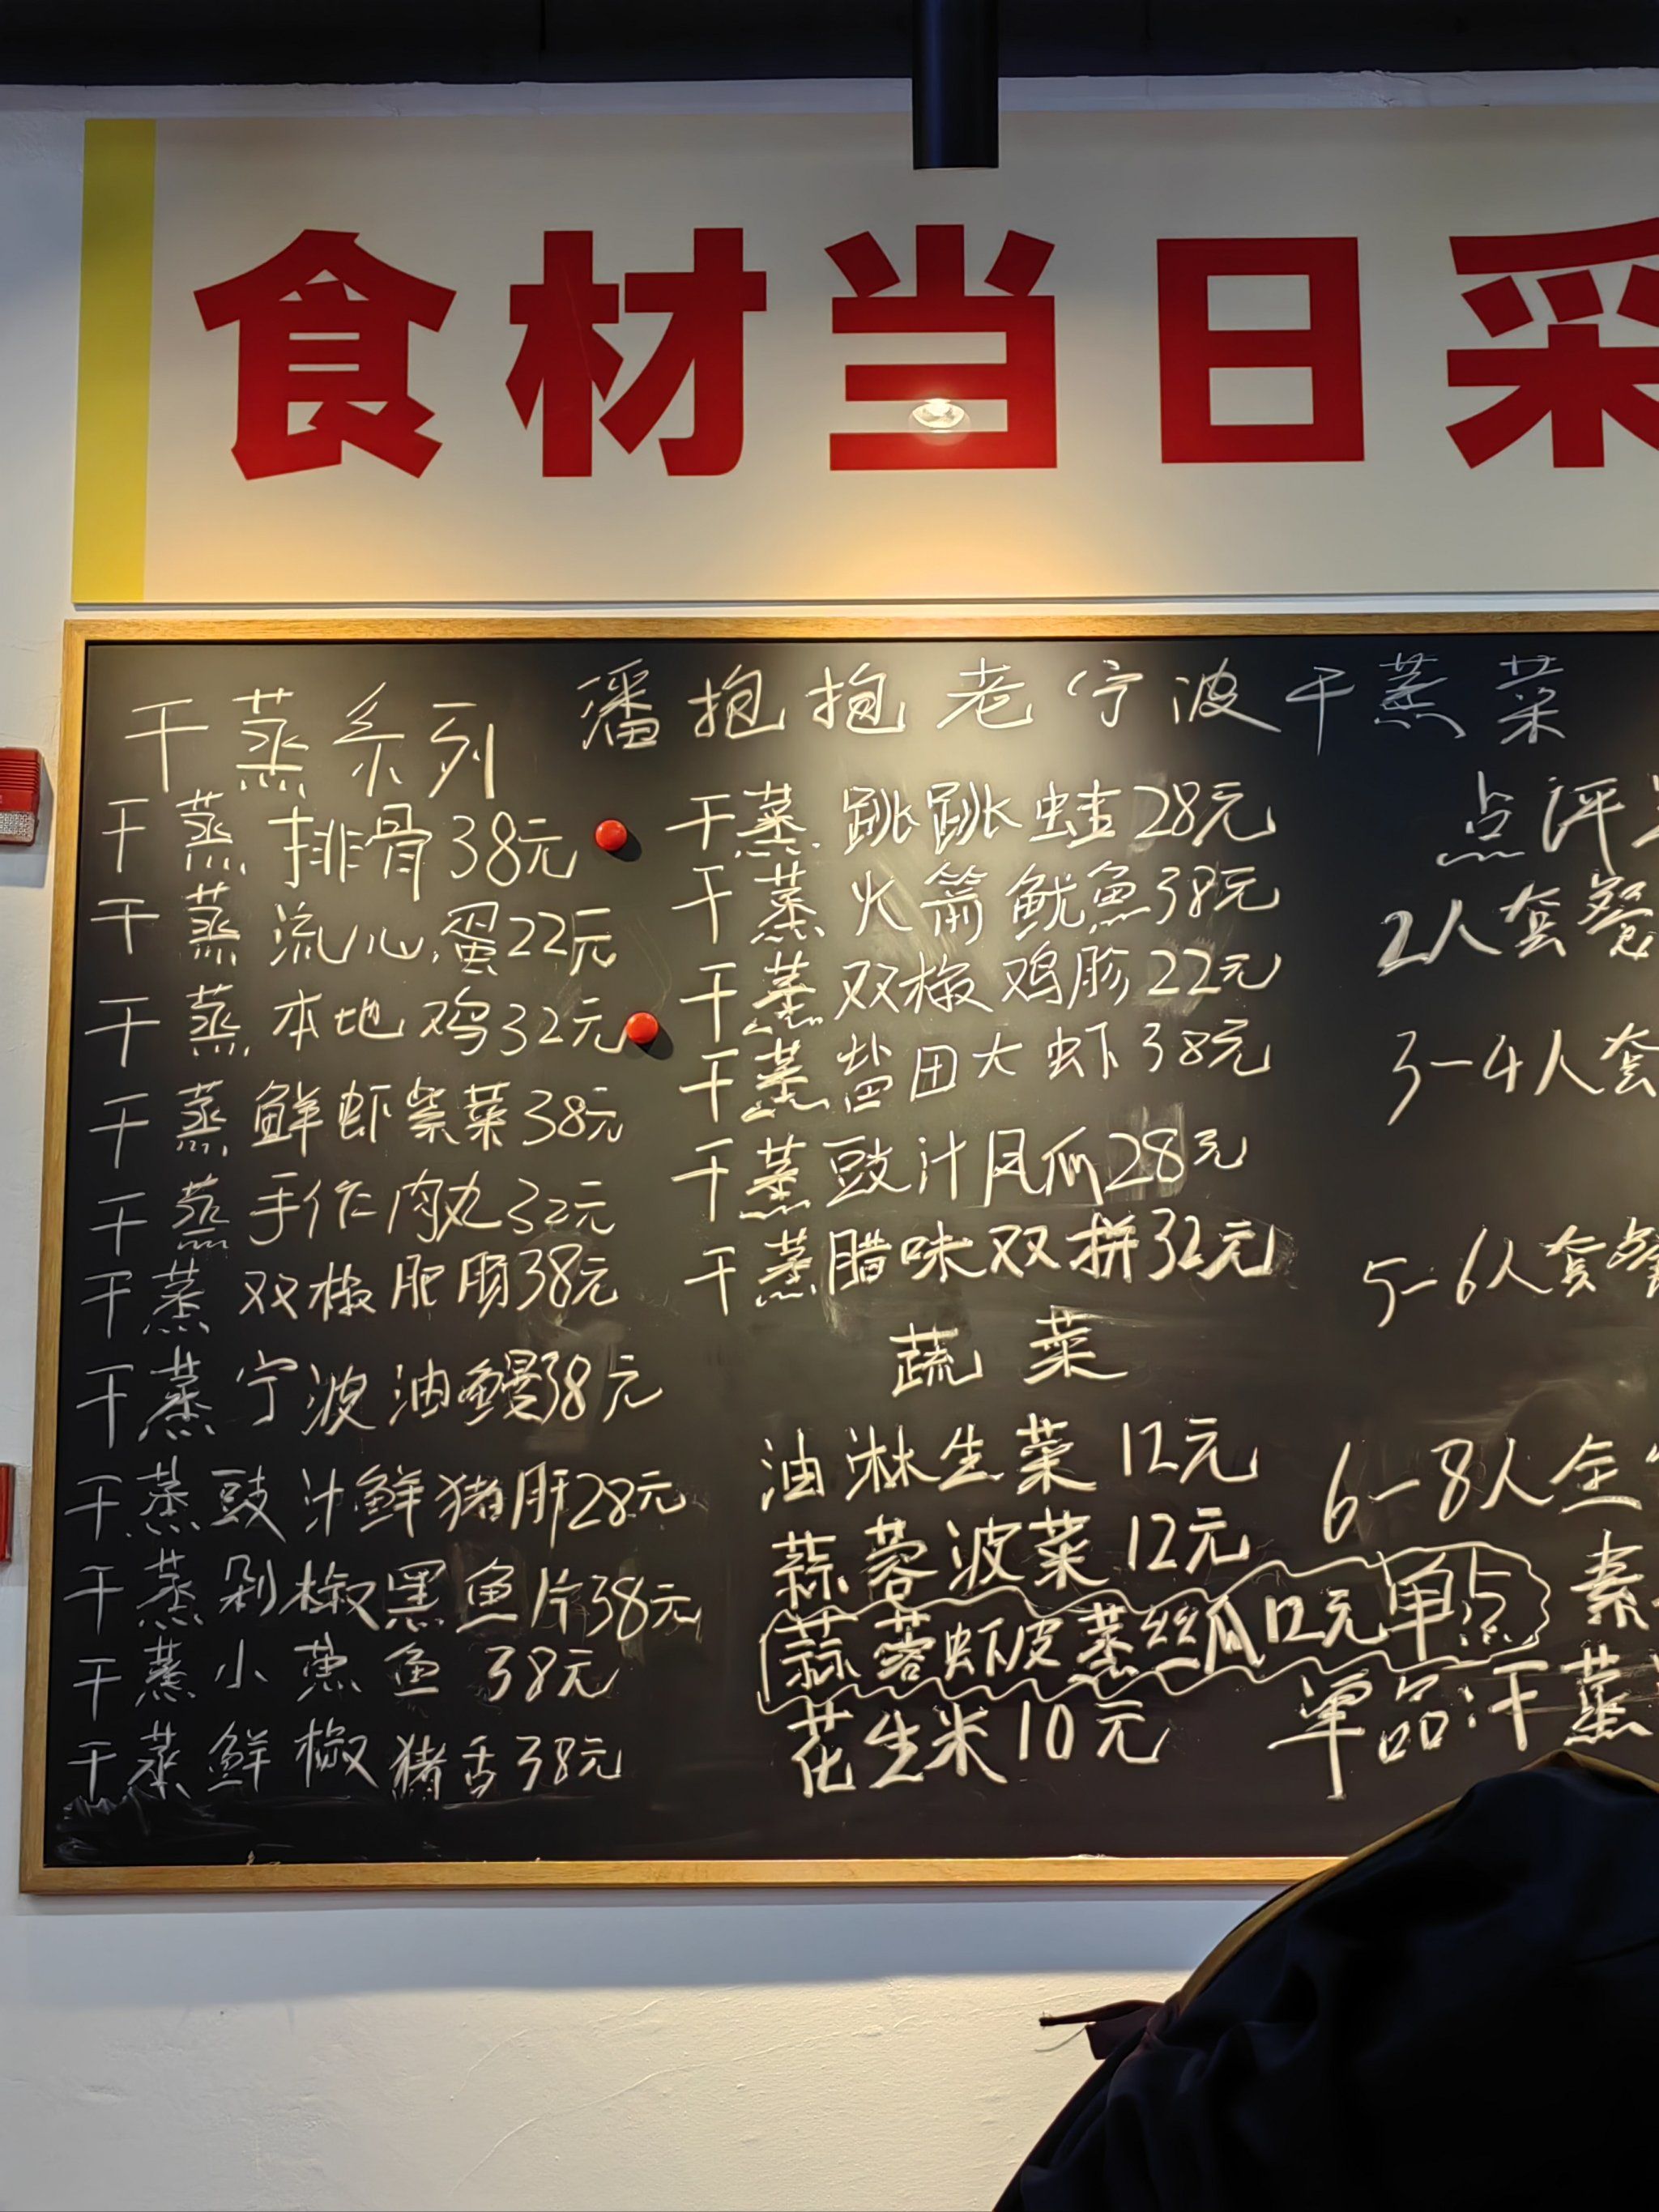 食材当日采
潘抱抱老宁波干蒸菜
干蒸系列
干蒸排骨38元
干蒸流心蛋22元
干蒸本地鸡32元
干蒸鲜虾紫菜38元
干蒸手作肉丸32元
干蒸双椒肥肠38元
干蒸宁波油鳗38元
干蒸豉汁鲜猪肝28元
干蒸剁椒黑鱼片38元
干蒸小鱼38元
干蒸鲜椒猪舌38元
干蒸跳跳蛙28元
干蒸火箭鱿鱼38元
干蒸双椒鸡胗22元
干蒸盐田大虾38元
干蒸豉汁凤爪28元
干蒸腊味双拼32元
蔬菜
油淋生菜12元
蒜蓉波菜12元
蒜蓉虾皮蒸丝瓜12元单点
花生米10元
点评
2人套餐
3-4人套
5-6人套餐
6-8人全
素
单品干蒸